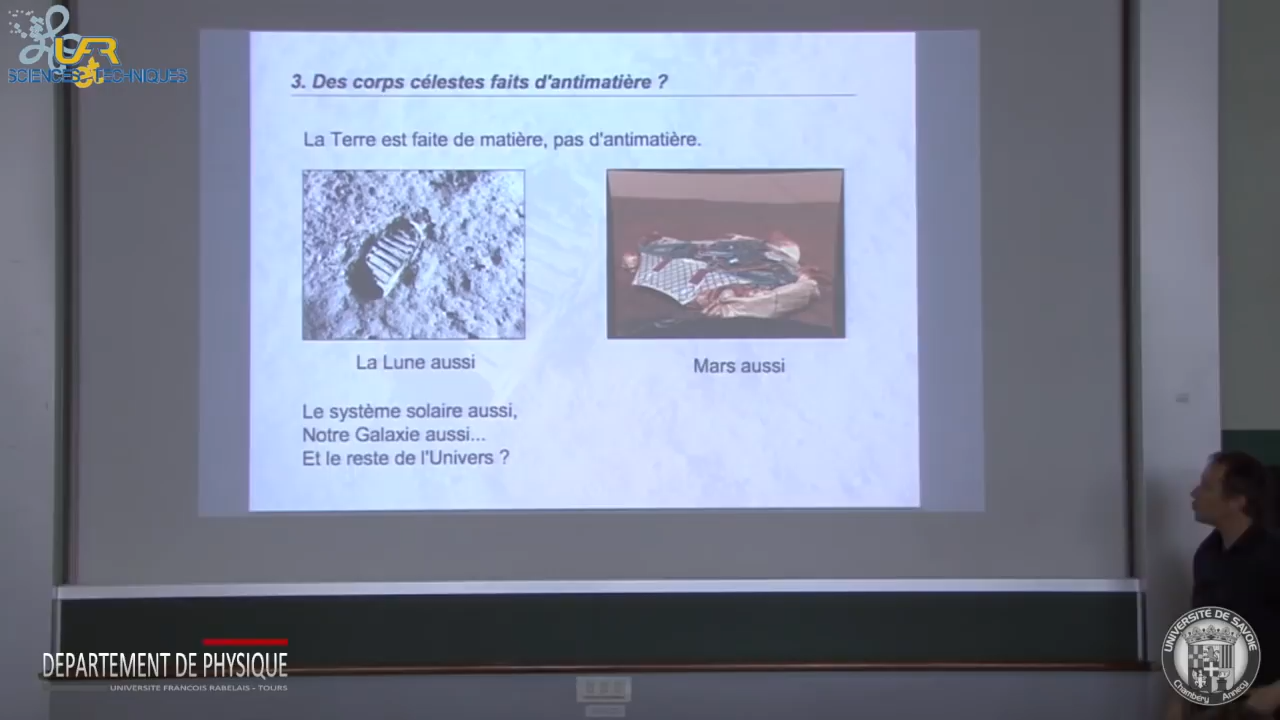 UFR
SCIENCES & TECHNIQUES
3. Des corps célestes faits d'antimatière ?
La Terre est faite de matière, pas d'antimatière.
La Lune aussi
Mars aussi
Le système solaire aussi,
Notre Galaxie aussi...
Et le reste de l'Univers ?
DEPARTEMENT DE PHYSIQUE
UNIVERSITE FRANCOIS RABELAIS - TOURS
UNIVERSITE DE SAVOIE
Chambéry Annecy